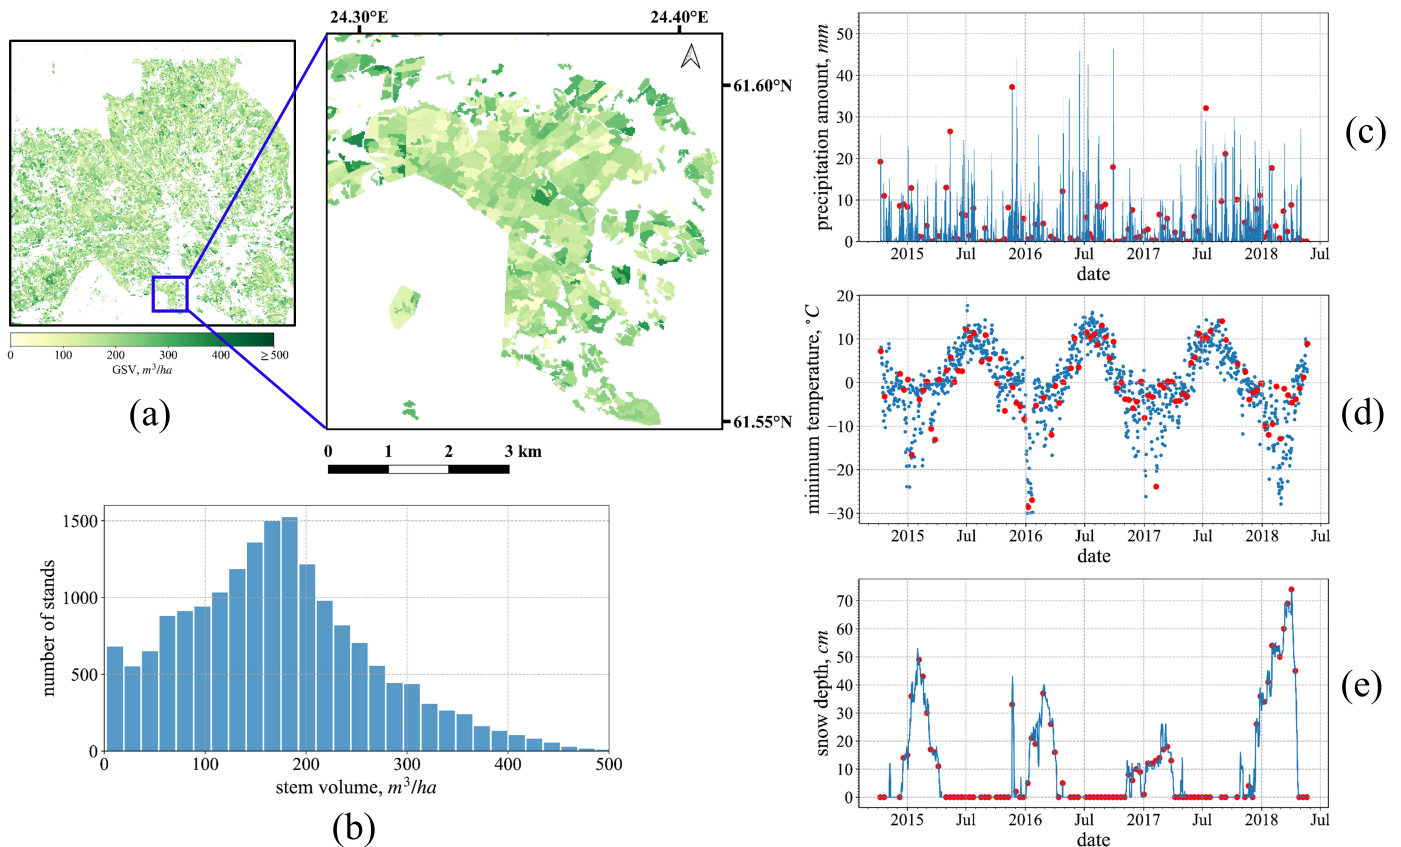 24.30°E 24.40°E
61.60°N
61.55°N
0 100 200 300 400 ≥500
GSV, m³/ha
(a)
0 1 2 3 km
1500
1000
500
0
number of stands
0 100 200 300 400 500
stem volume, m³/ha
(b)
50
40
30
20
10
0
precipitation amount, mm
2015 Jul 2016 Jul 2017 Jul 2018 Jul
date
(c)
20
10
0
−10
−20
−30
minimum temperature, °C
2015 Jul 2016 Jul 2017 Jul 2018 Jul
date
(d)
70
60
50
40
30
20
10
0
snow depth, cm
2015 Jul 2016 Jul 2017 Jul 2018 Jul
date
(e)